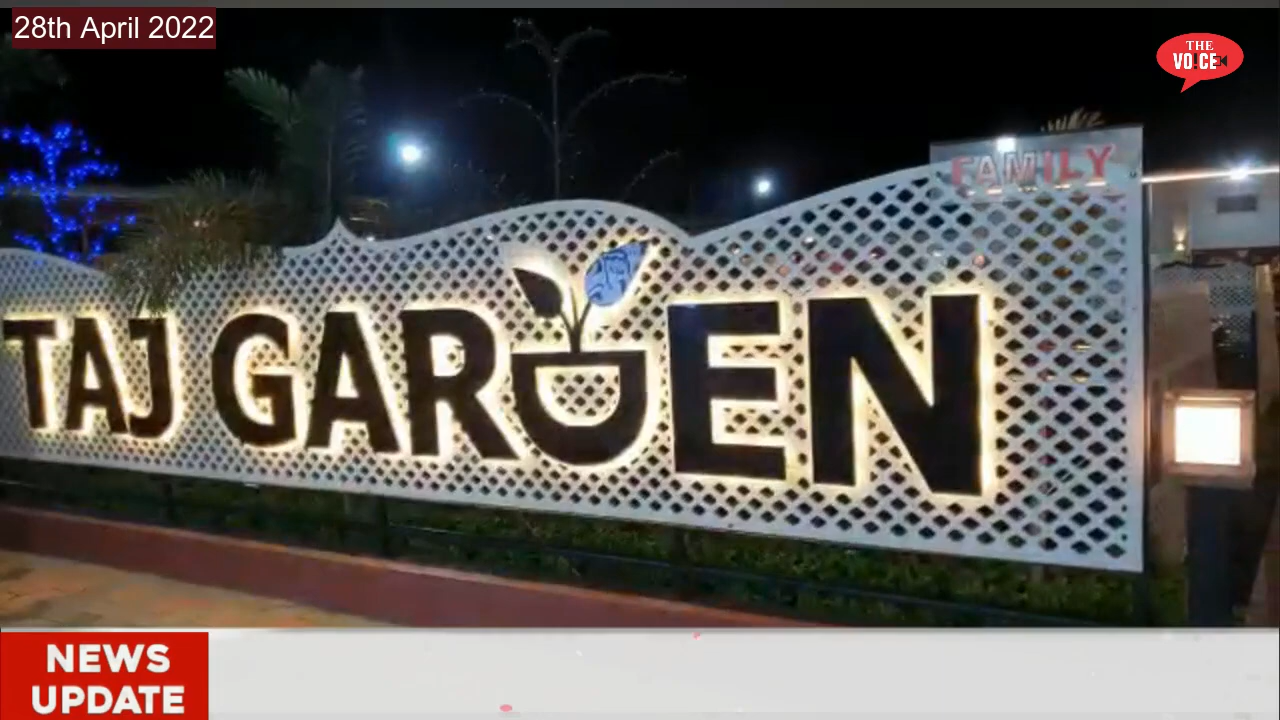 28th April 2022
THE
VOICE
FAMILY
TAJ GARDEN
NEWS
UPDATE